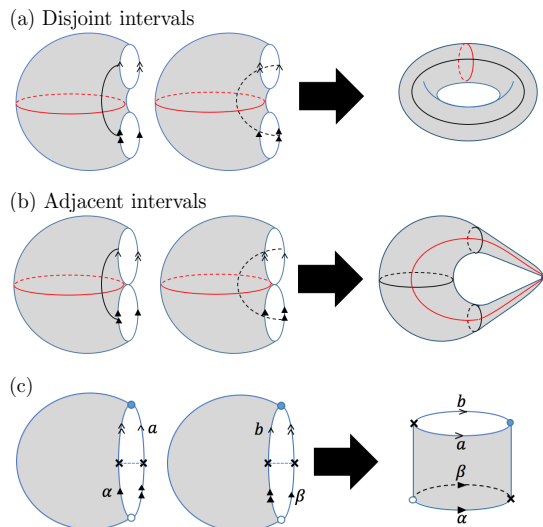 (a) Disjoint intervals
(b) Adjacent intervals
(c)
a
b
α
β
b
a
β
α